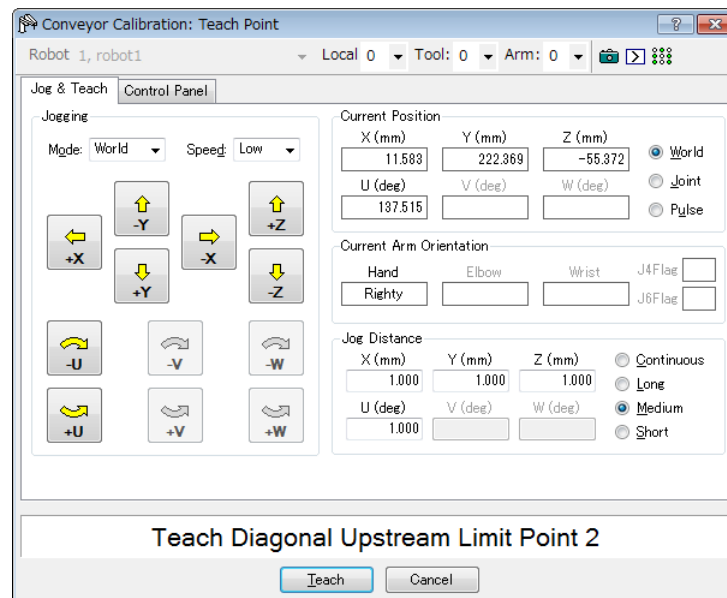 Conveyor Calibration: Teach Point
Robot 1, robot1 Local 0 Tool: 0 Arm: 0
Jog & Teach Control Panel
Jogging
Mode: World Speed: Low
-Y +Z
+X -X
+Y -Z
-U -V -W
+U +V +W
Current Position
X (mm) Y (mm) Z (mm)
11.583 222.369 -55.372
U (deg) V (deg) W (deg)
137.515
World
Joint
Pulse
Current Arm Orientation
Hand Elbow Wrist J4Flag
Righty J6Flag
Jog Distance
X (mm) Y (mm) Z (mm)
1.000 1.000 1.000
U (deg) V (deg) W (deg)
1.000
Continuous
Long
Medium
Short
Teach Diagonal Upstream Limit Point 2
Teach Cancel